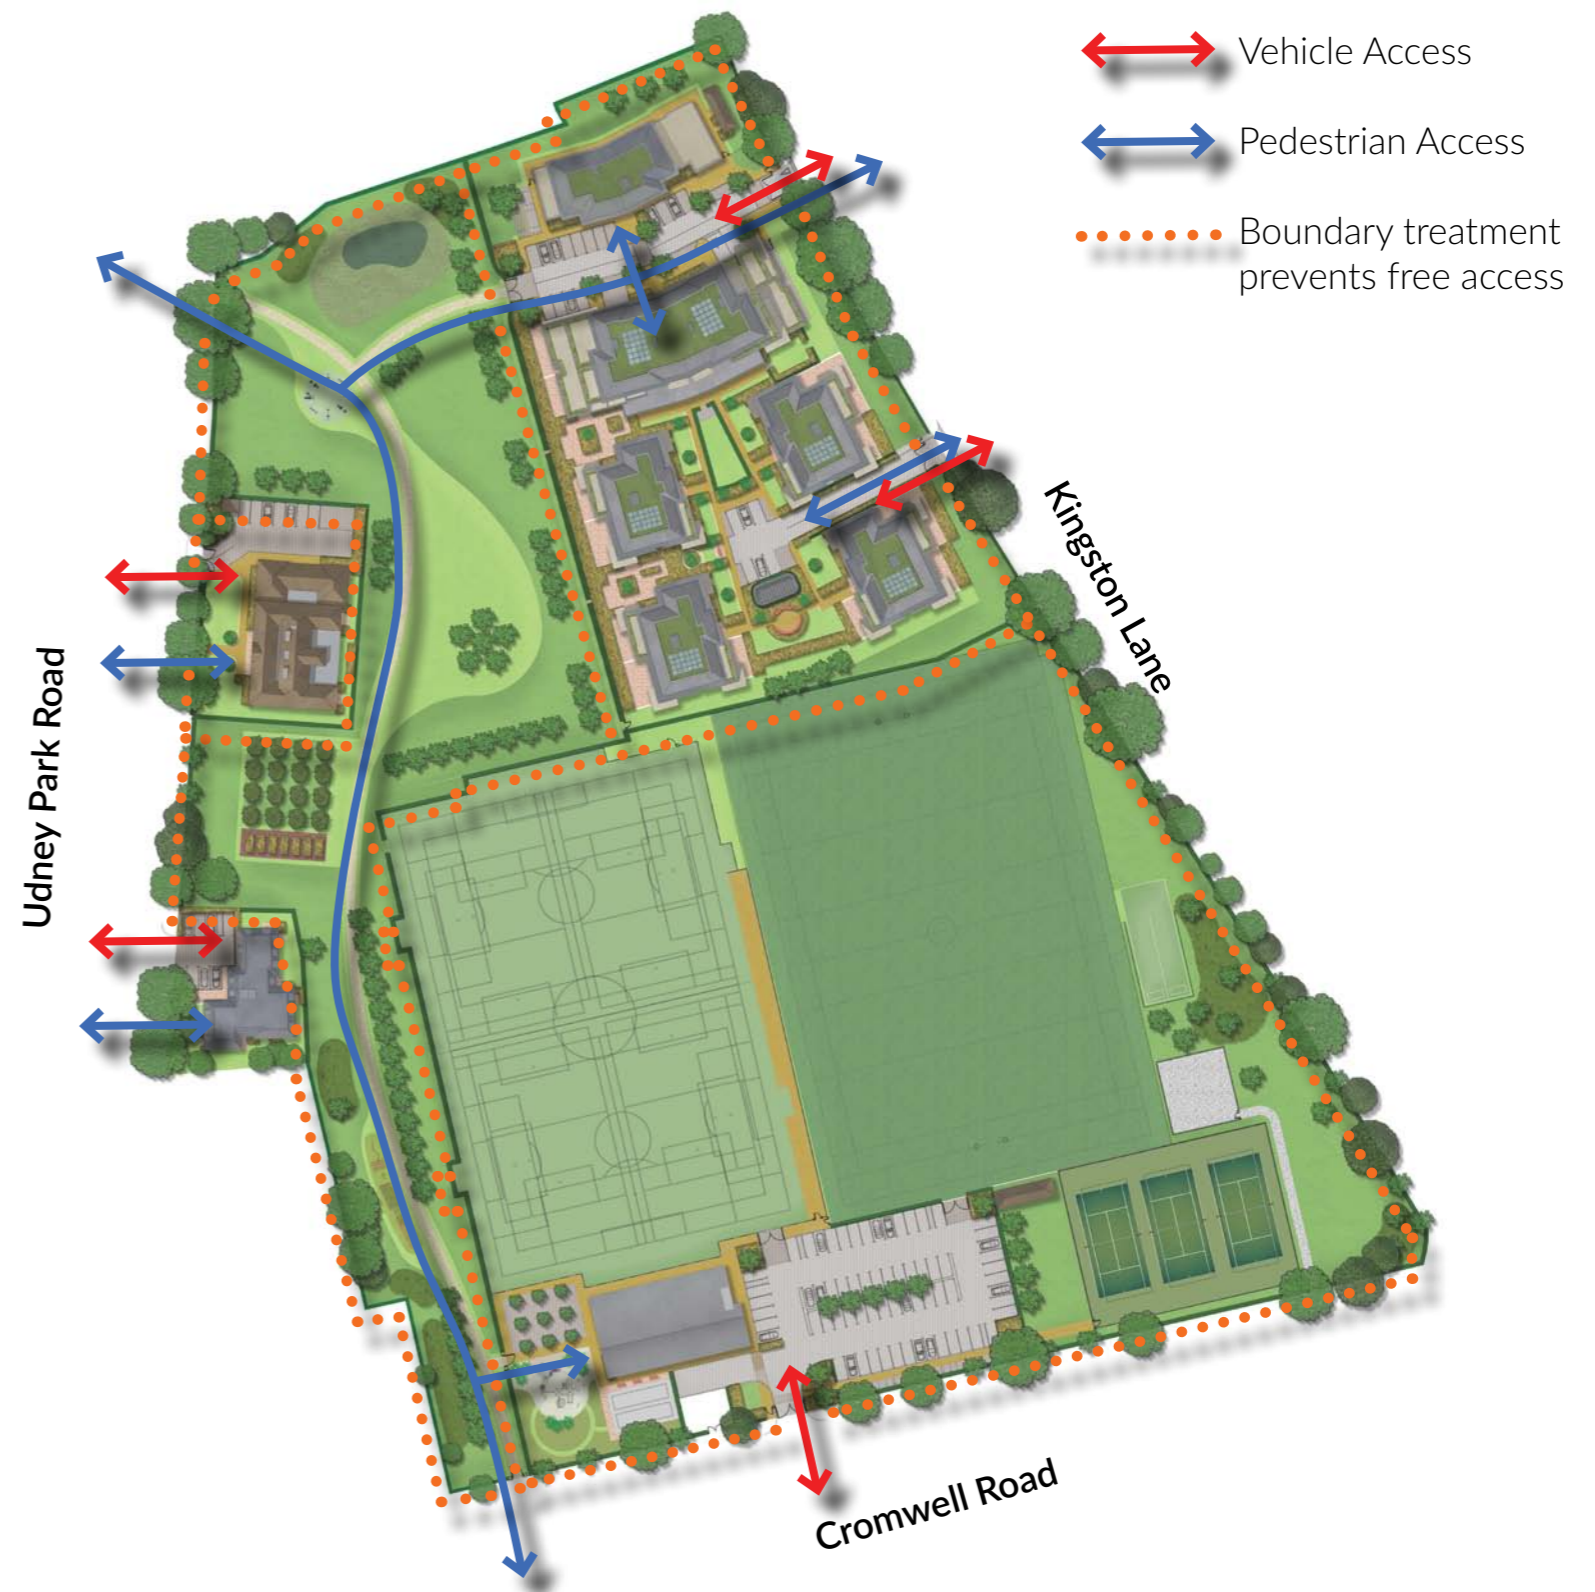 Vehicle Access
Pedestrian Access
Boundary treatment
prevents free access
Kingston Lane
Udney Park Road
Cromwell Road